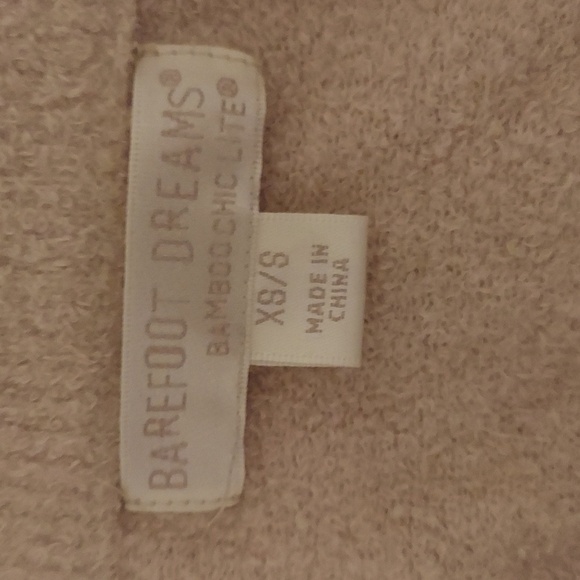 BAREFOOT DREAMS®
BAMBOO CHIC LITE®
XS/S
MADE IN
CHINA